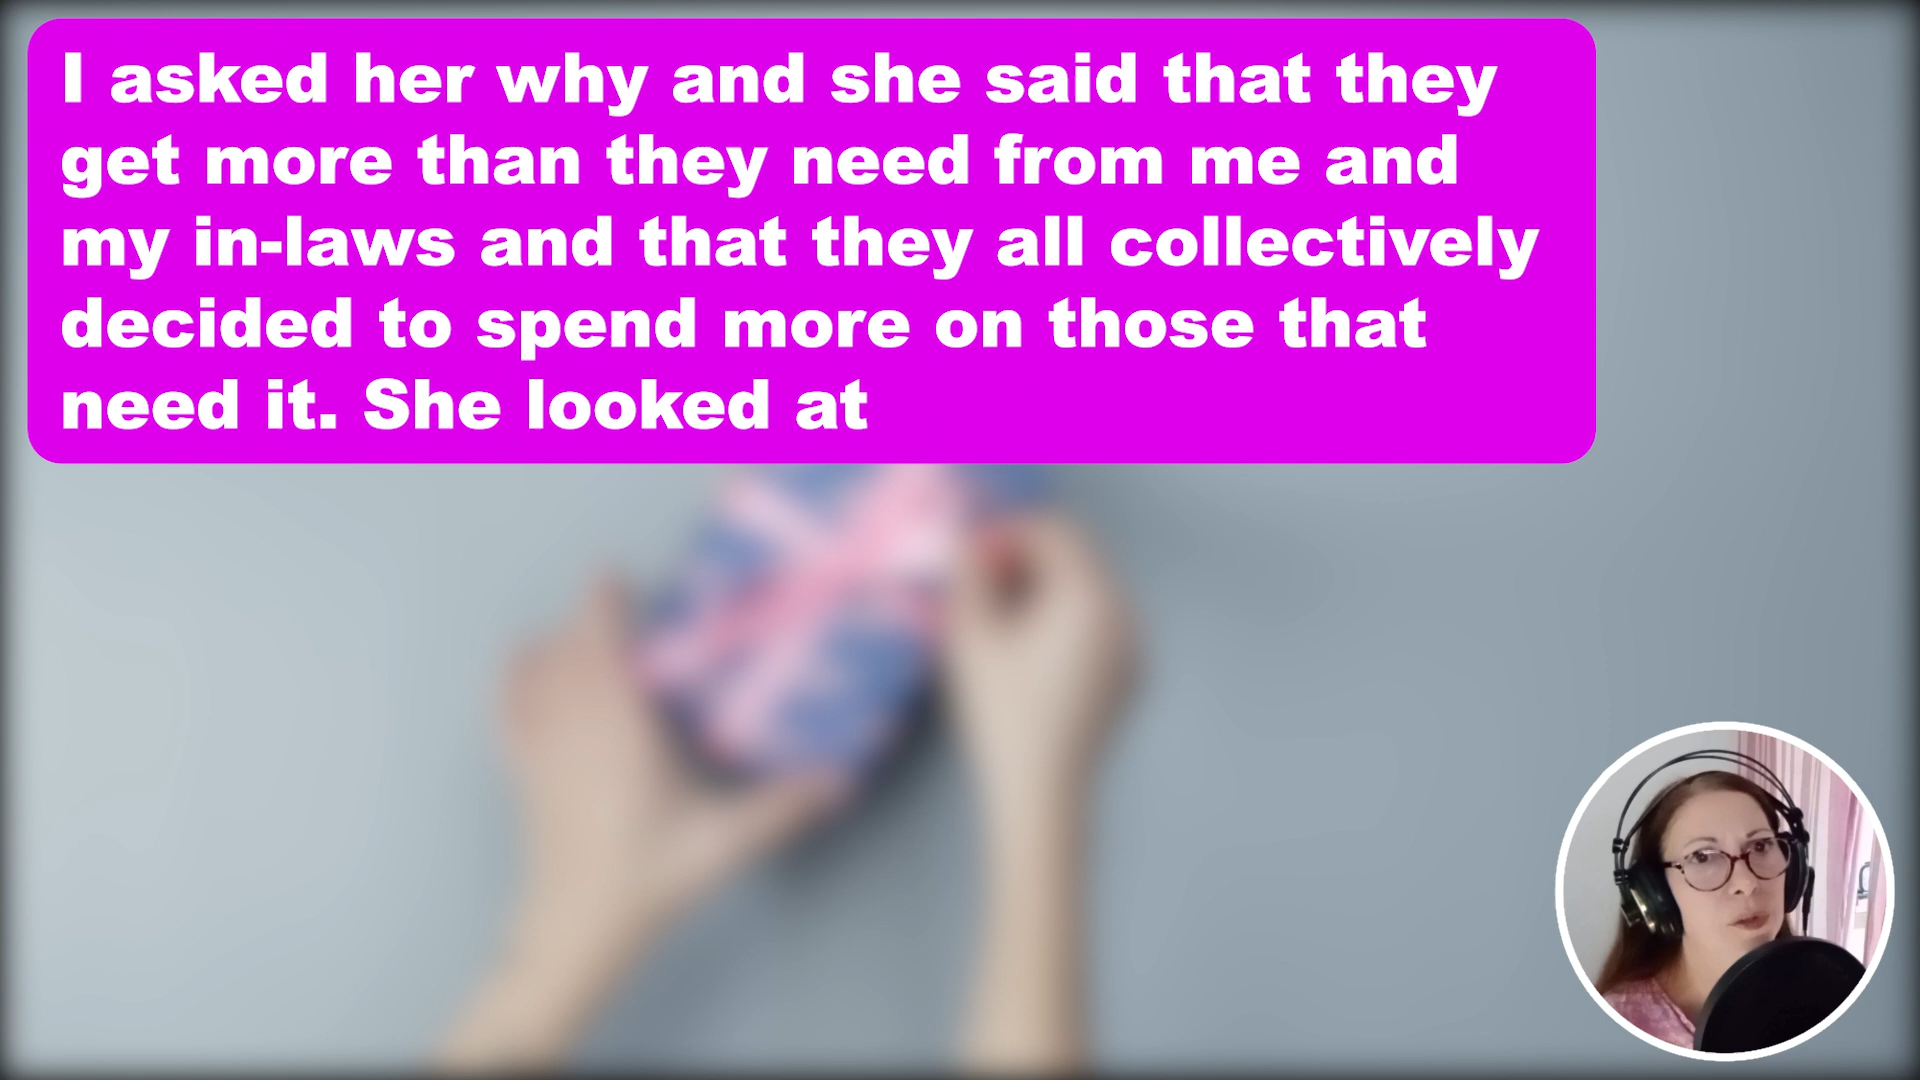 I asked her why and she said that they
get more than they need from me and
my in-laws and that they all collectively
decided to spend more on those that
need it. She looked at